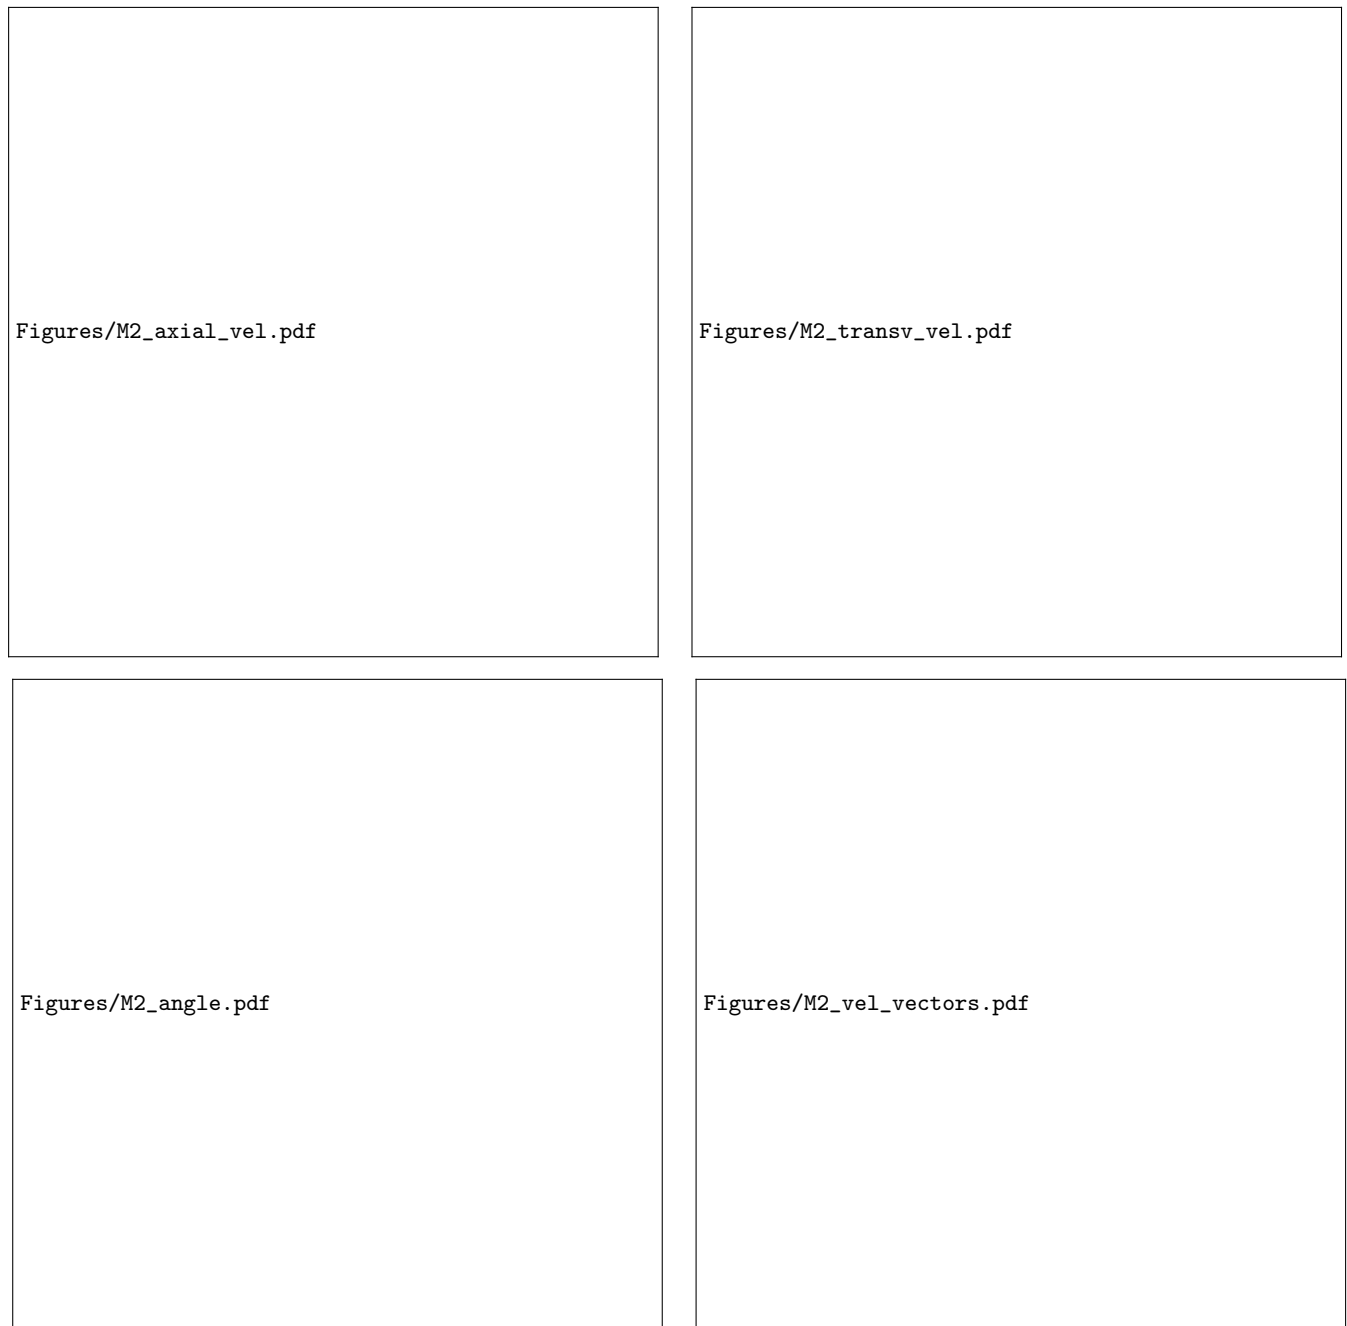 Figures/M2_axial_vel.pdf
Figures/M2_transv_vel.pdf
Figures/M2_angle.pdf
Figures/M2_vel_vectors.pdf